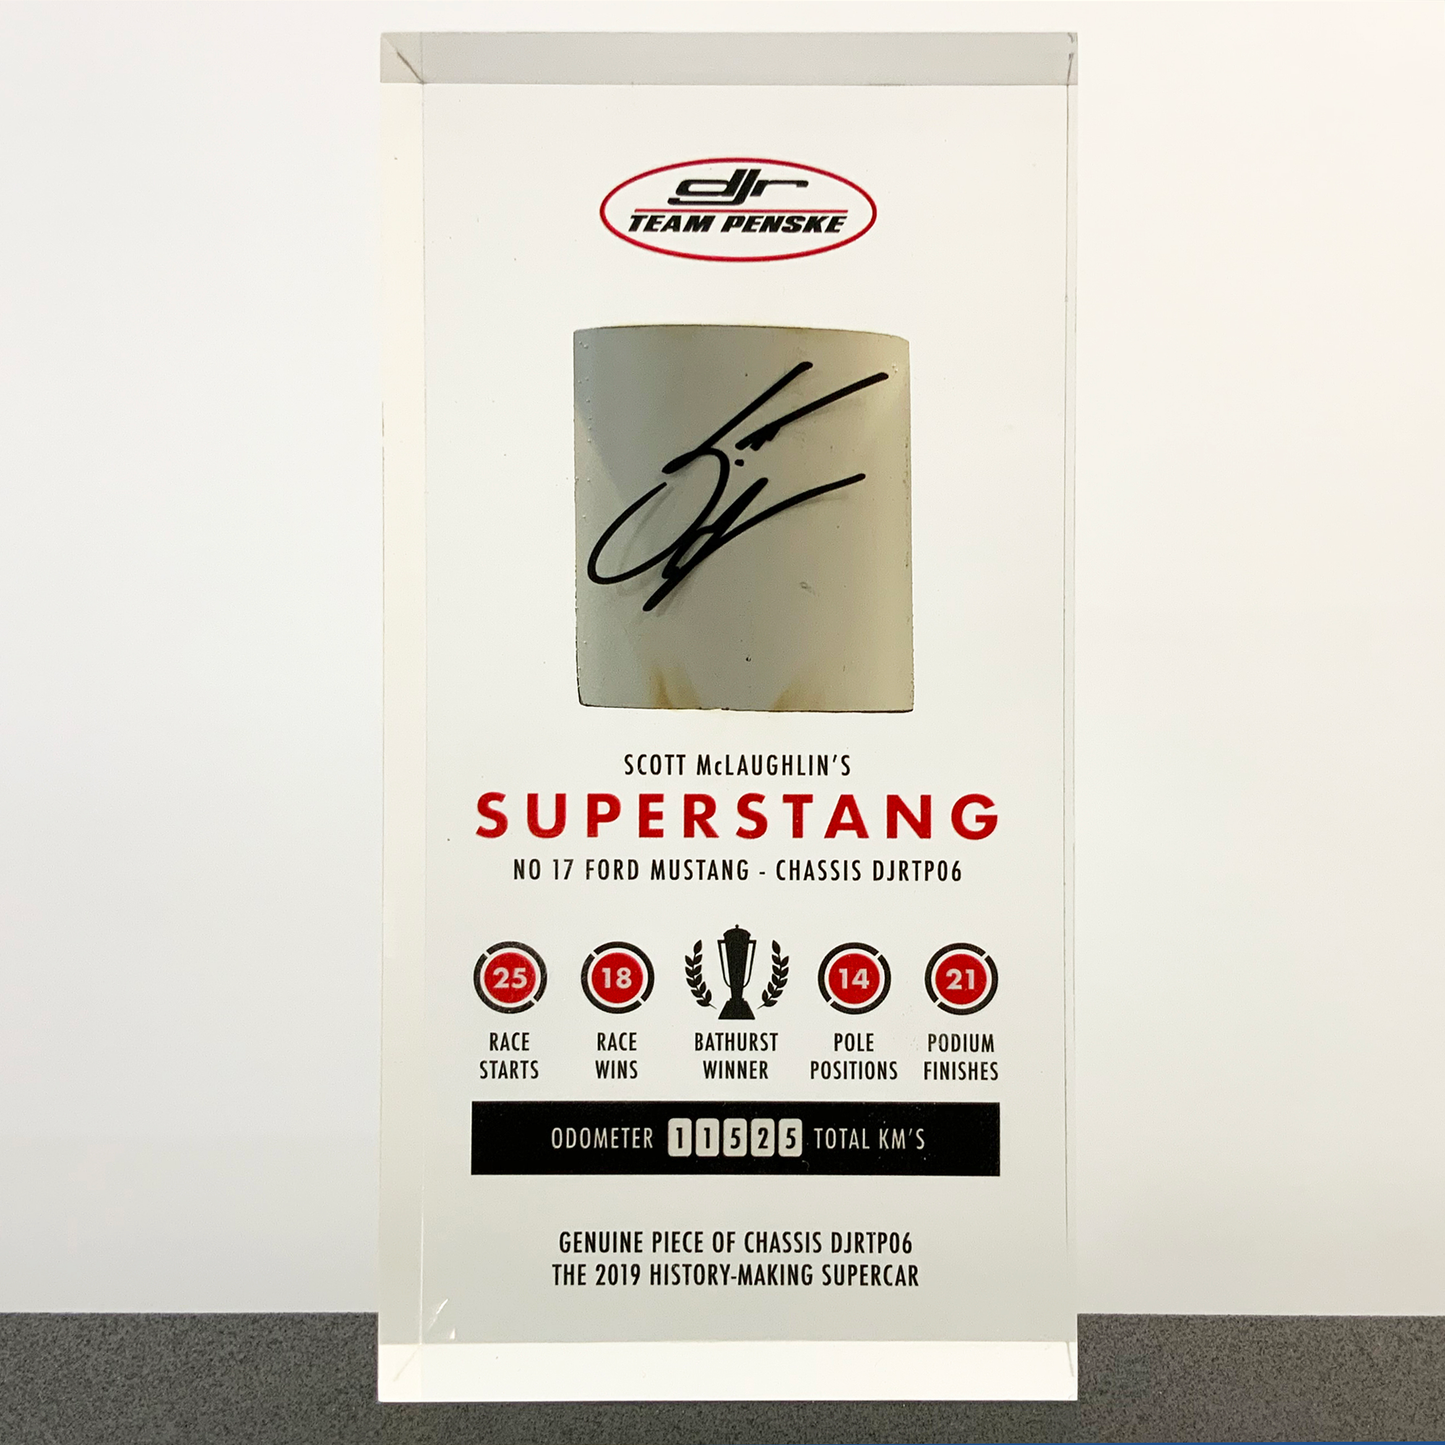 djr
TEAM PENSKE
SCOTT McLAUGHLIN'S
SUPERSTANG
NO 17 FORD MUSTANG - CHASSIS DJRTP06
25 18 14 21
RACE STARTS
RACE WINS
BATHURST WINNER
POLE POSITIONS
PODIUM FINISHES
ODOMETER 11525 TOTAL KM'S
GENUINE PIECE OF CHASSIS DJRTP06
THE 2019 HISTORY-MAKING SUPERCAR